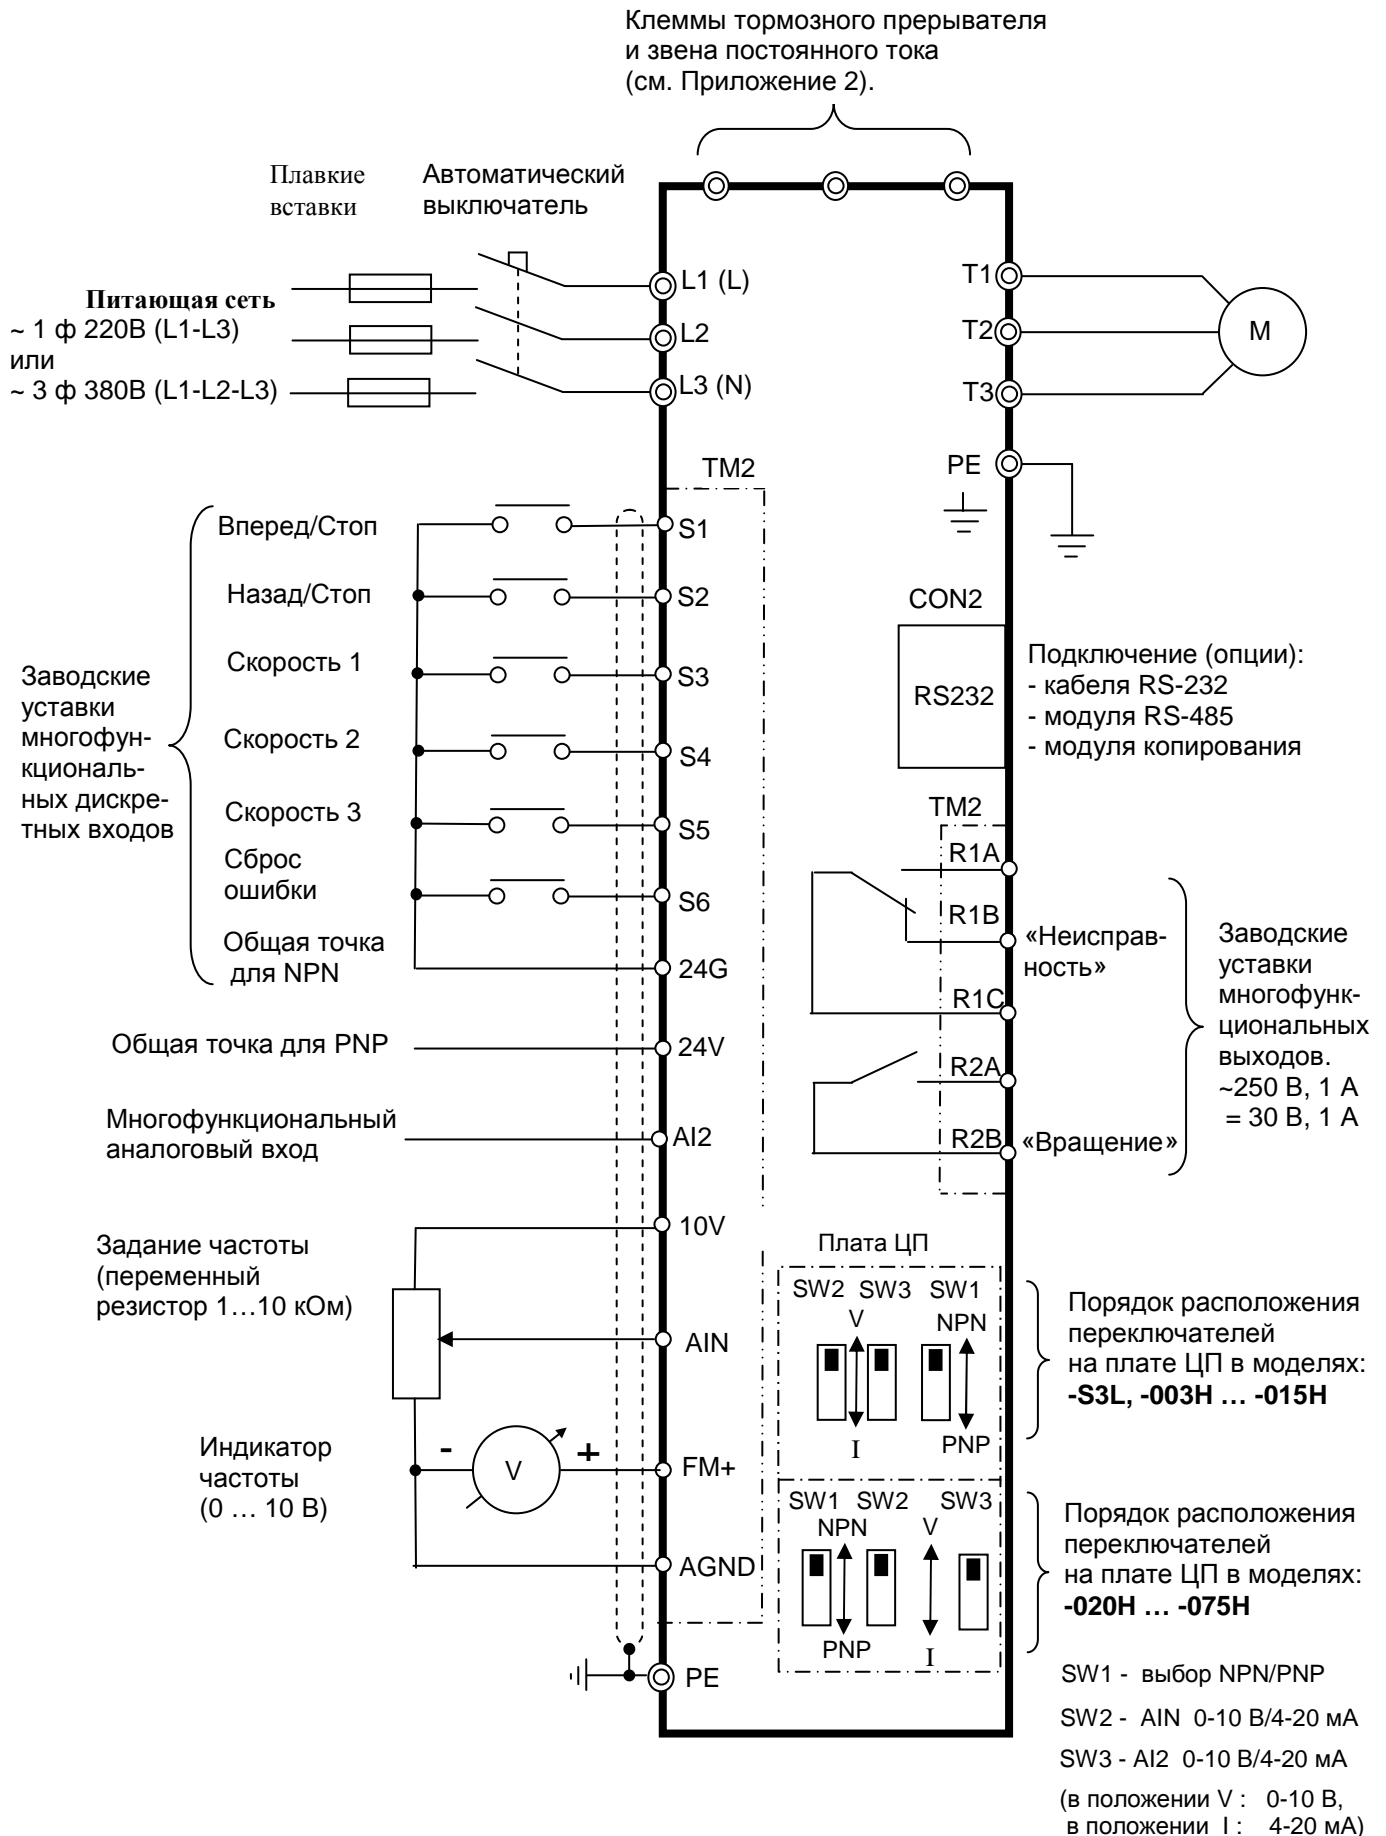 Клеммы тормозного прерывателя
и звена постоянного тока
(см. Приложение 2).
Плавкие
вставки
Автоматический
выключатель
Питающая сеть
~ 1 ф 220В (L1-L3)
или
~ 3 ф 380В (L1-L2-L3)
L1 (L)
L2
L3 (N)
T1
T2
T3
M
PE
TM2
Заводские
уставки
многофун-
кциональ-
ных дискре-
тных входов
Вперед/Стоп
S1
Назад/Стоп
S2
Скорость 1
S3
Скорость 2
S4
Скорость 3
S5
Сброс
ошибки
S6
Общая точка
для NPN
24G
Общая точка для PNP
24V
Многофункциональный
аналоговый вход
AI2
10V
Задание частоты
(переменный
резистор 1…10 кОм)
AIN
Индикатор
частоты
(0 … 10 В)
-
V
+
FM+
AGND
PE
CON2
RS232
Подключение (опции):
- кабеля RS-232
- модуля RS-485
- модуля копирования
TM2
R1A
R1B
R1C
R2A
R2B
«Неисправ-
ность»
«Вращение»
Заводские
уставки
многофунк-
циональных
выходов.
~250 В, 1 А
= 30 В, 1 А
Плата ЦП
SW2 SW3 SW1
V
NPN
I
PNP
Порядок расположения
переключателей
на плате ЦП в моделях:
-S3L, -003H … -015H
SW1 SW2 SW3
NPN
V
PNP
I
Порядок расположения
переключателей
на плате ЦП в моделях:
-020H … -075H
SW1 - выбор NPN/PNP
SW2 - AIN 0-10 В/4-20 мА
SW3 - AI2 0-10 В/4-20 мА
(в положении V : 0-10 В,
в положении I : 4-20 мА)